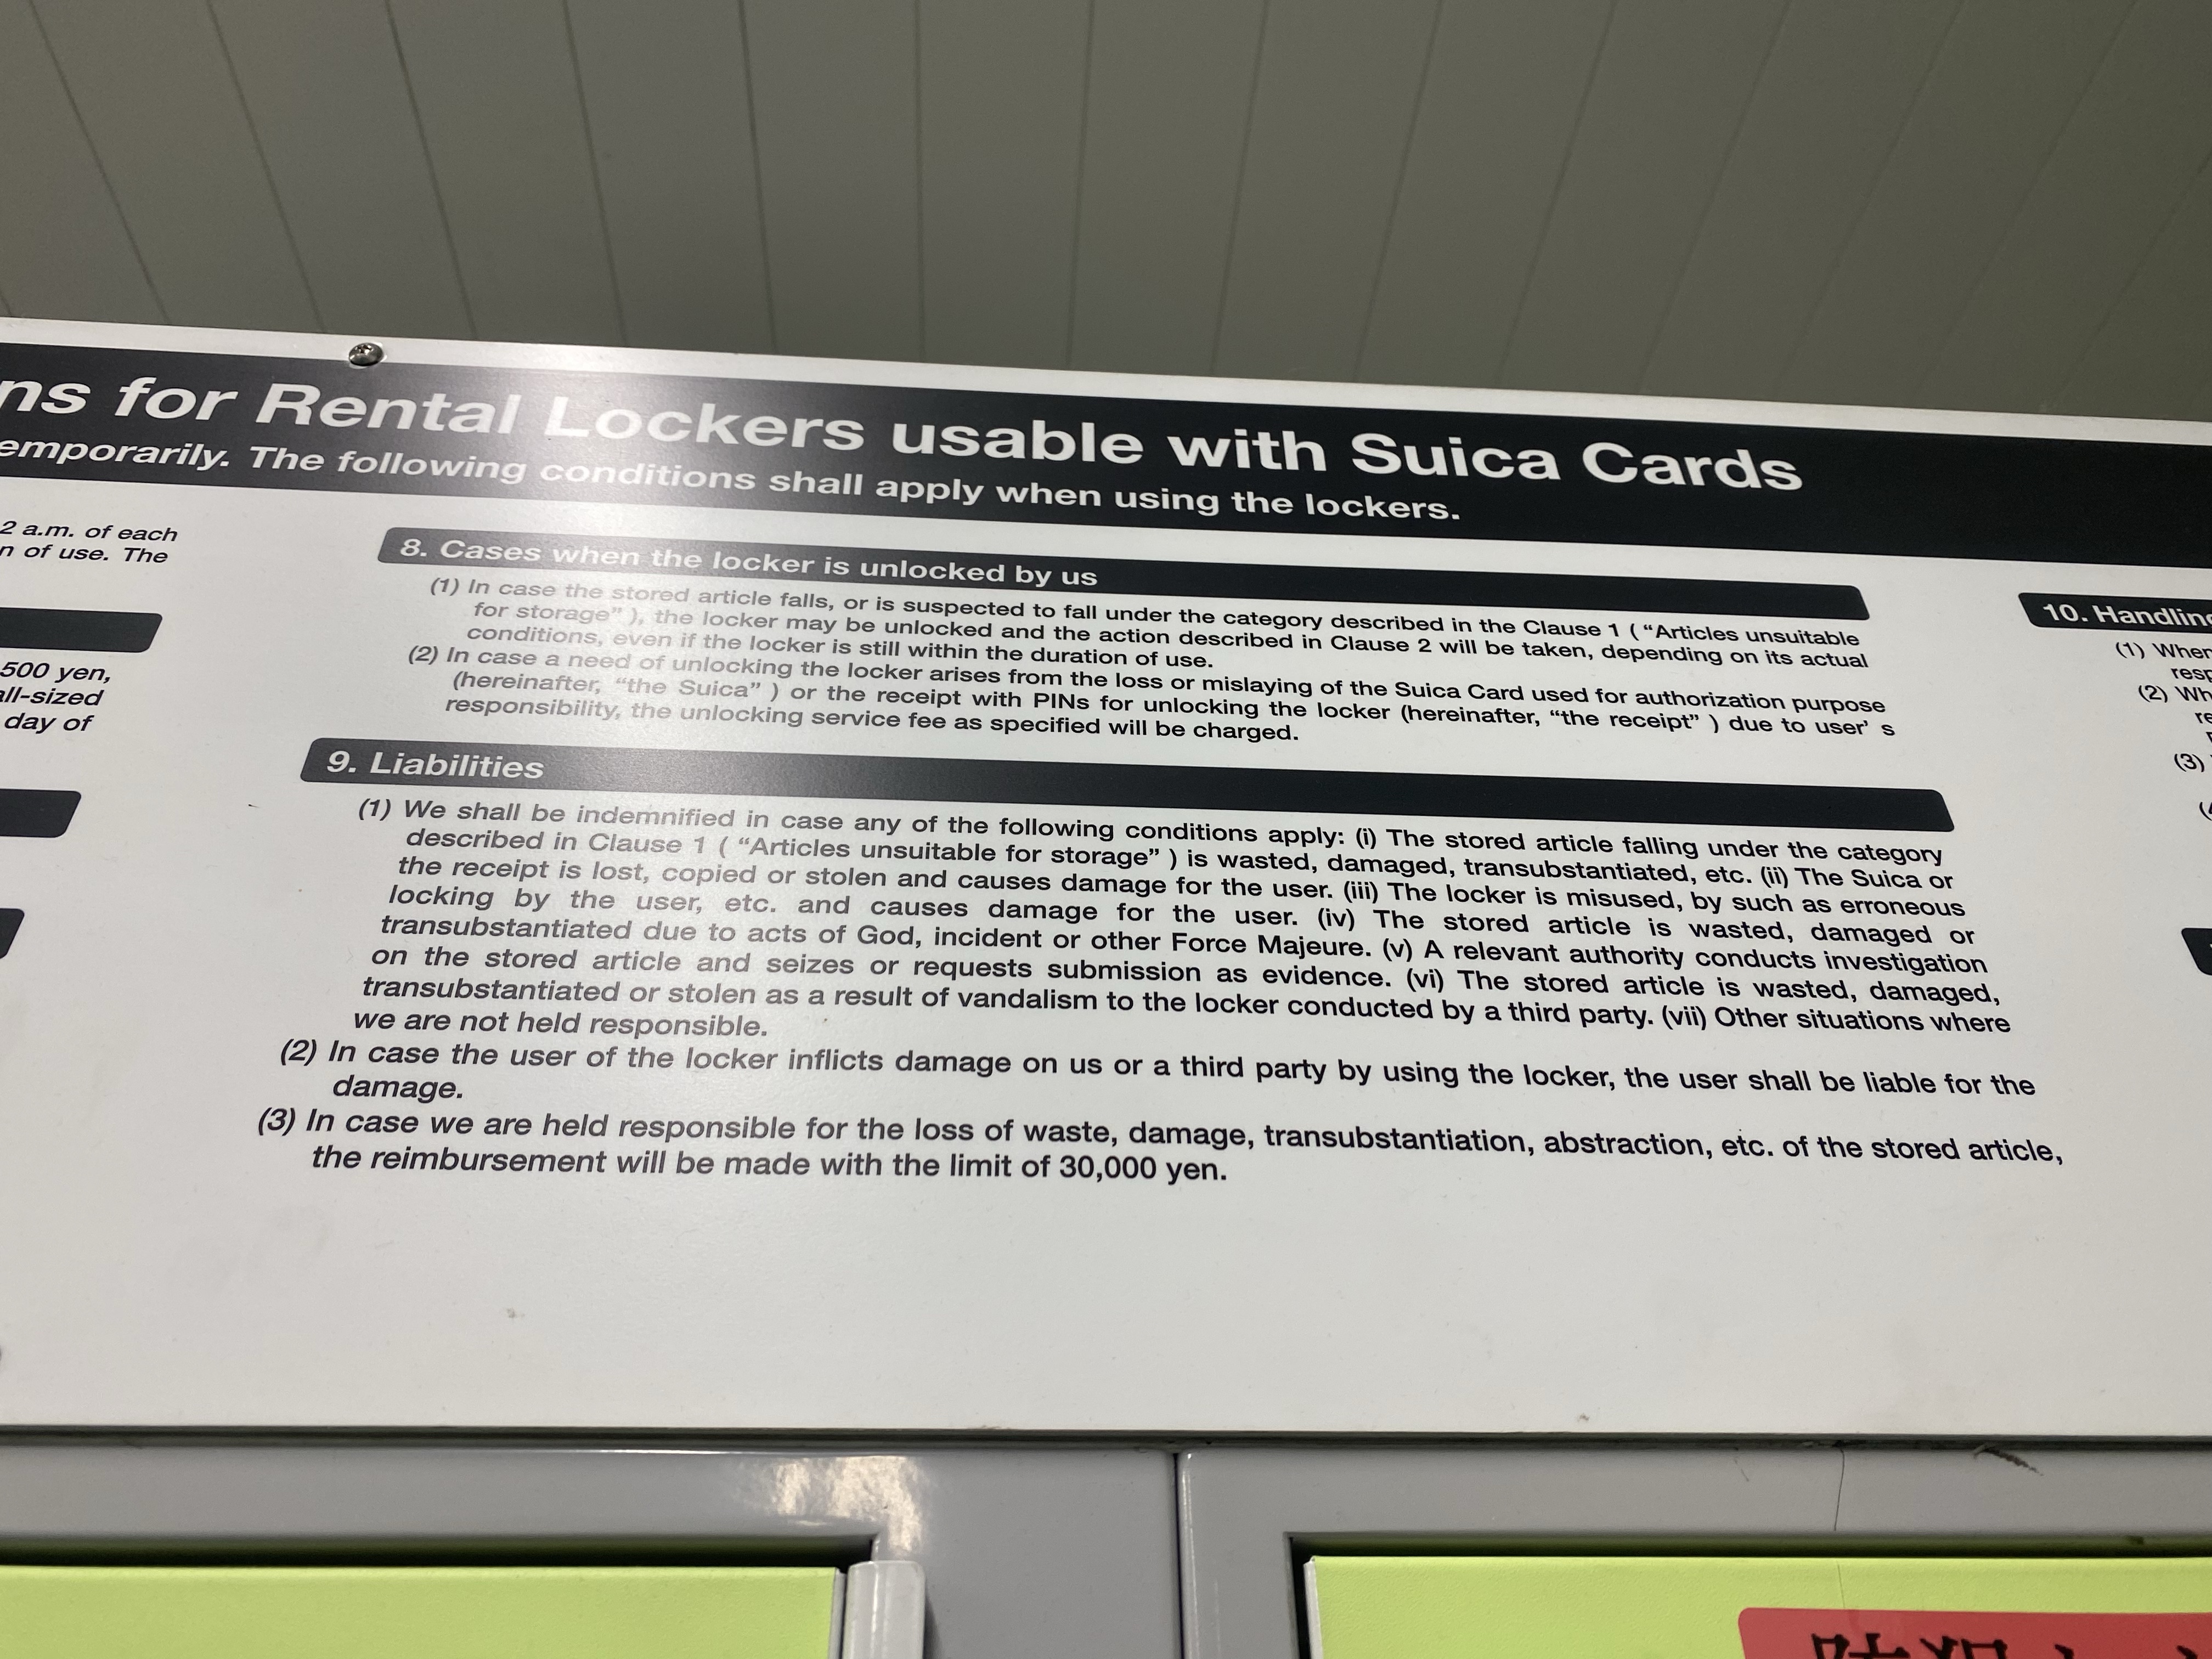 ns for Rental Lockers usable with Suica Cards
emporarily. The following conditions shall apply when using the lockers.
2 a.m. of each
n of use. The
500 yen,
all-sized
day of
8. Cases when the locker is unlocked by us
(1) In case the stored article falls, or is suspected to fall under the category described in the Clause 1 ( “Articles unsuitable
for storage” ), the locker may be unlocked and the action described in Clause 2 will be taken, depending on its actual
conditions, even if the locker is still within the duration of use.
(2) In case a need of unlocking the locker arises from the loss or mislaying of the Suica Card used for authorization purpose
(hereinafter, “the Suica” ) or the receipt with PINs for unlocking the locker (hereinafter, “the receipt” ) due to user’ s
responsibility, the unlocking service fee as specified will be charged.
9. Liabilities
(1) We shall be indemnified in case any of the following conditions apply: (i) The stored article falling under the category
described in Clause 1 ( “Articles unsuitable for storage” ) is wasted, damaged, transubstantiated, etc. (ii) The Suica or
the receipt is lost, copied or stolen and causes damage for the user. (iii) The locker is misused, by such as erroneous
locking by the user, etc. and causes damage for the user. (iv) The stored article is wasted, damaged or
transubstantiated due to acts of God, incident or other Force Majeure. (v) A relevant authority conducts investigation
on the stored article and seizes or requests submission as evidence. (vi) The stored article is wasted, damaged,
transubstantiated or stolen as a result of vandalism to the locker conducted by a third party. (vii) Other situations where
we are not held responsible.
(2) In case the user of the locker inflicts damage on us or a third party by using the locker, the user shall be liable for the
damage.
(3) In case we are held responsible for the loss of waste, damage, transubstantiation, abstraction, etc. of the stored article,
the reimbursement will be made with the limit of 30,000 yen.
10. Handling
(1) When
resp
(2) Wh
re
(3)